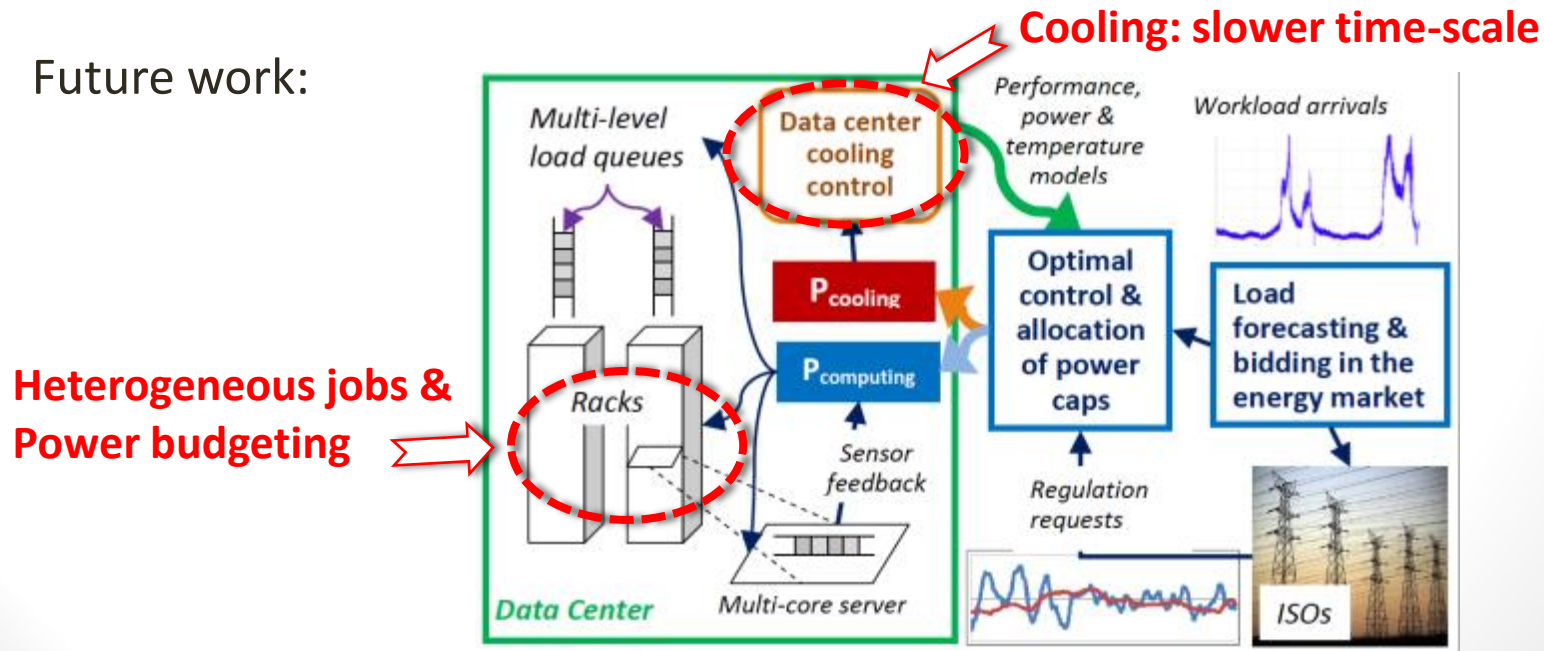 Cooling: slower time-scale
Future work:
Multi-level
load queues
Data center
cooling
control
Performance,
power &
temperature
models
Workload arrivals
Pcooling
Pcomputing
Optimal
control &
allocation
of power
caps
Load
forecasting &
bidding in the
energy market
Heterogeneous jobs &
Power budgeting
Racks
Sensor
feedback
Regulation
requests
Data Center
Multi-core server
ISOs